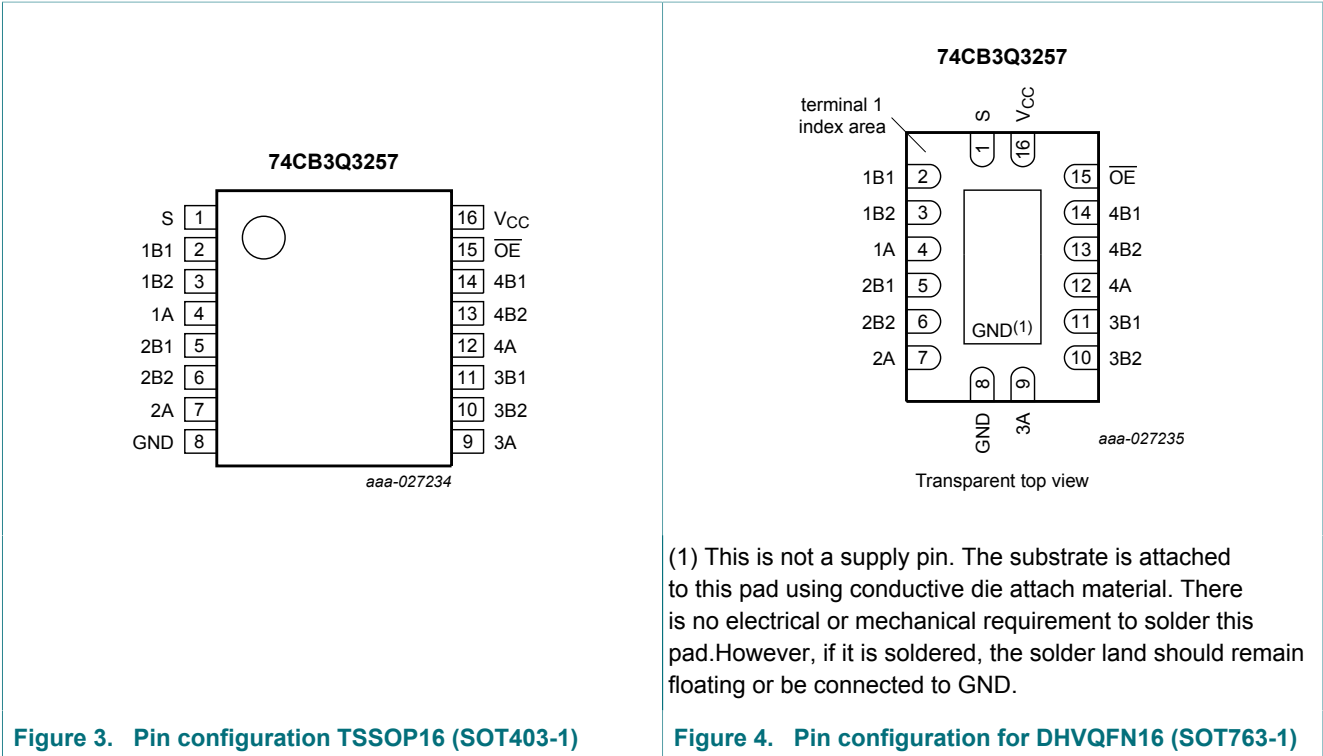 74CB3Q3257
S 1
1B1 2
1B2 3
1A 4
2B1 5
2B2 6
2A 7
GND 8
16 VCC
15 OE
14 4B1
13 4B2
12 4A
11 3B1
10 3B2
9 3A
aaa-027234
Figure 3. Pin configuration TSSOP16 (SOT403-1)
74CB3Q3257
terminal 1
index area
S
VCC
1
16
1B1 2
1B2 3
1A 4
2B1 5
2B2 6
2A 7
15 OE
14 4B1
13 4B2
12 4A
11 3B1
10 3B2
GND(1)
8
9
GND
3A
aaa-027235
Transparent top view
(1) This is not a supply pin. The substrate is attached
to this pad using conductive die attach material. There
is no electrical or mechanical requirement to solder this
pad.However, if it is soldered, the solder land should remain
floating or be connected to GND.
Figure 4. Pin configuration for DHVQFN16 (SOT763-1)